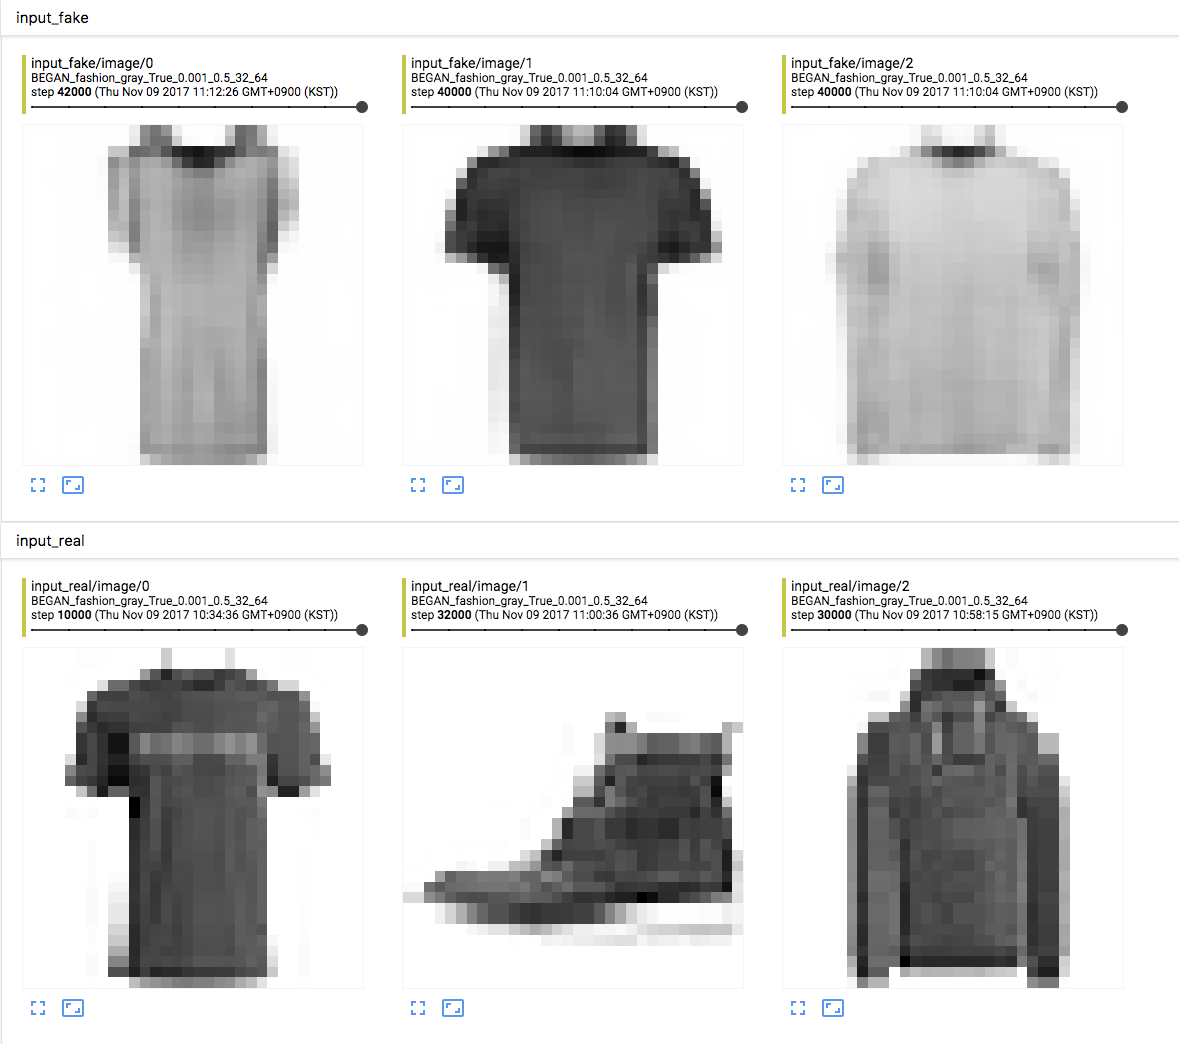 input_fake
input_fake/image/0
BEGAN_fashion_gray_True_0.001_0.5_32_64
step 42000 (Thu Nov 09 2017 11:12:26 GMT+0900 (KST))
input_fake/image/1
BEGAN_fashion_gray_True_0.001_0.5_32_64
step 40000 (Thu Nov 09 2017 11:10:04 GMT+0900 (KST))
input_fake/image/2
BEGAN_fashion_gray_True_0.001_0.5_32_64
step 40000 (Thu Nov 09 2017 11:10:04 GMT+0900 (KST))
input_real
input_real/image/0
BEGAN_fashion_gray_True_0.001_0.5_32_64
step 10000 (Thu Nov 09 2017 10:34:36 GMT+0900 (KST))
input_real/image/1
BEGAN_fashion_gray_True_0.001_0.5_32_64
step 32000 (Thu Nov 09 2017 11:00:36 GMT+0900 (KST))
input_real/image/2
BEGAN_fashion_gray_True_0.001_0.5_32_64
step 30000 (Thu Nov 09 2017 10:58:15 GMT+0900 (KST))